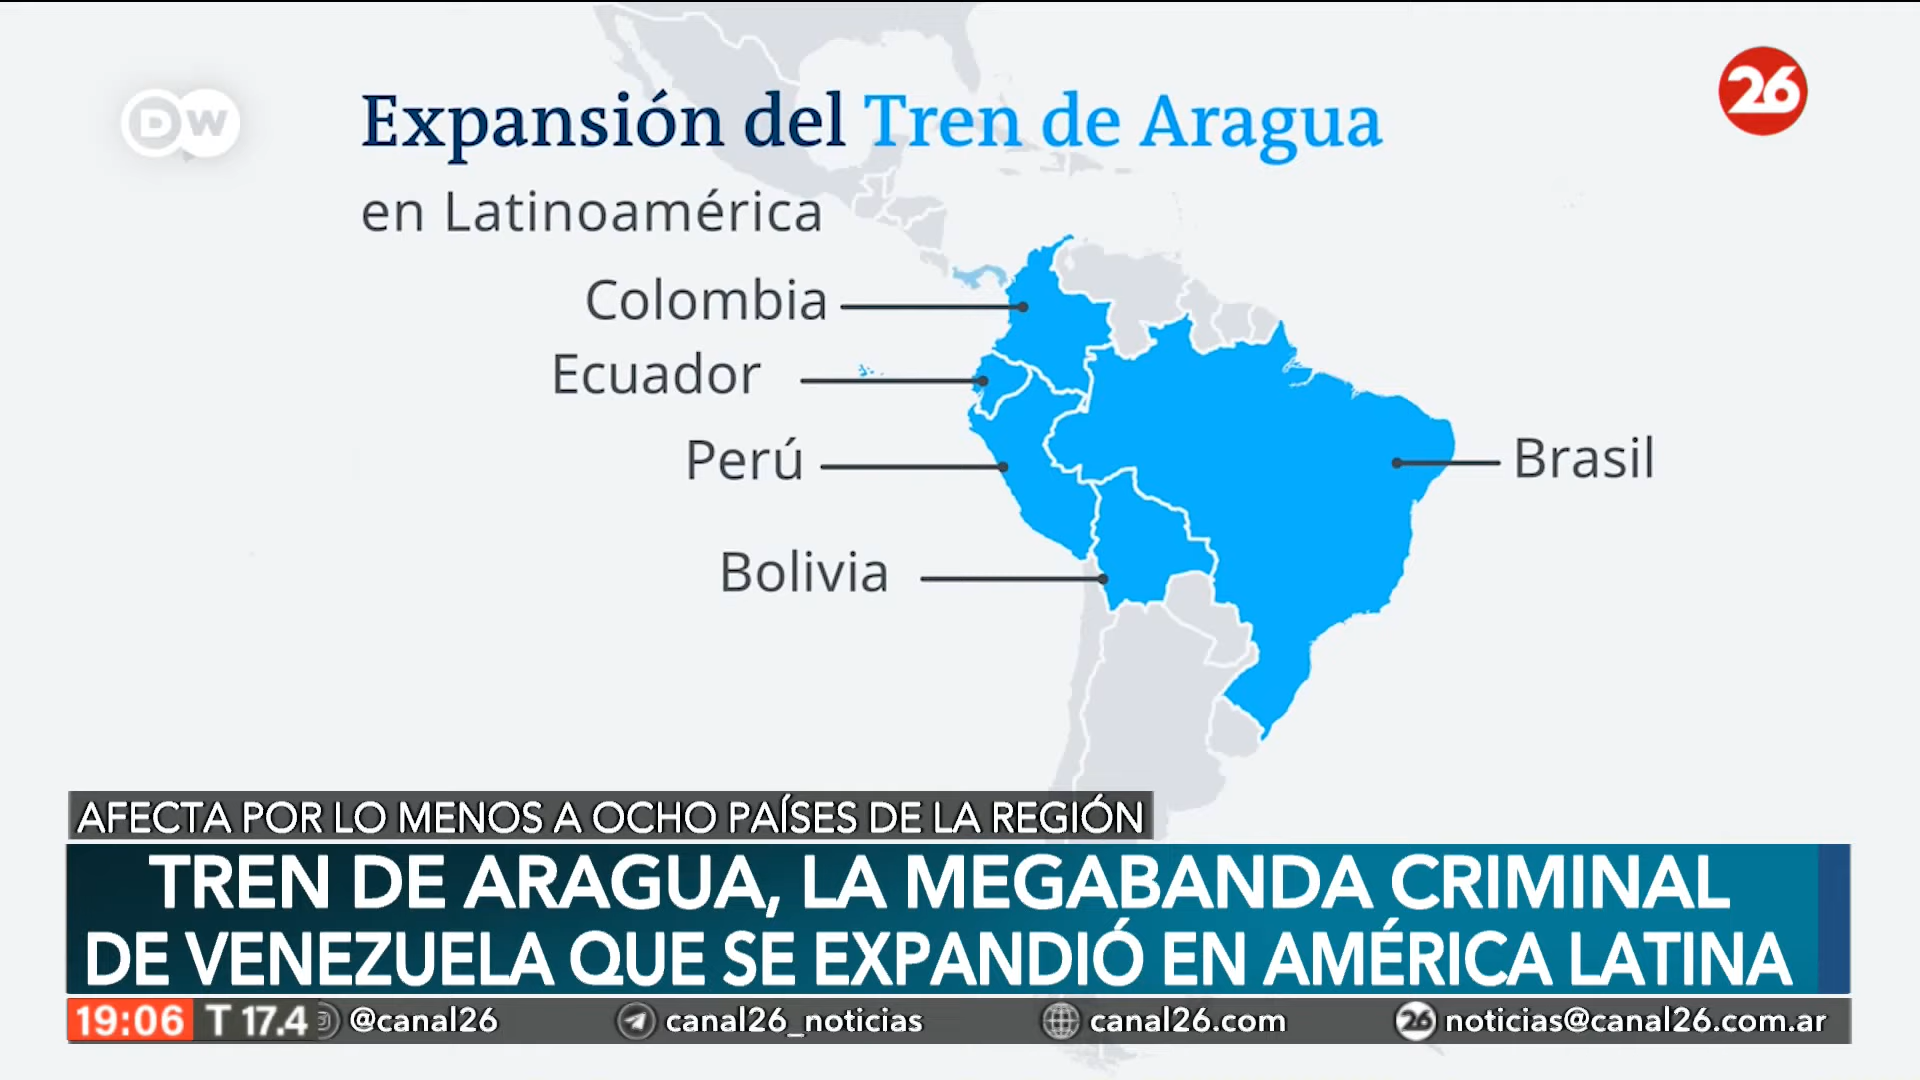 DW
26
Expansión del Tren de Aragua
en Latinoamérica
Colombia
Ecuador
Perú
Brasil
Bolivia
AFECTA POR LO MENOS A OCHO PAÍSES DE LA REGIÓN
TREN DE ARAGUA, LA MEGABANDA CRIMINAL
DE VENEZUELA QUE SE EXPANDIÓ EN AMÉRICA LATINA
19:06 T 17.4 @canal26 canal26_noticias canal26.com 26 noticias@canal26.com.ar